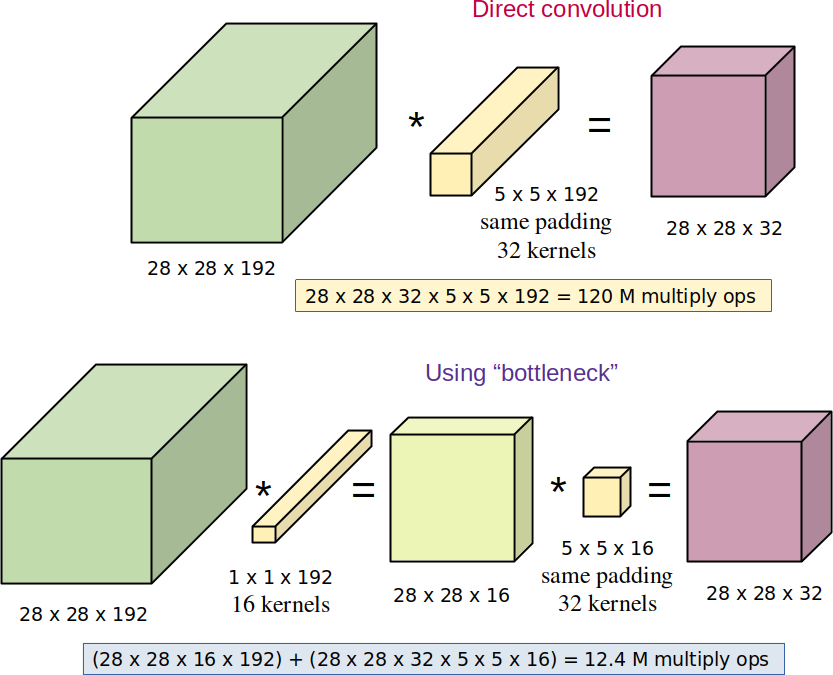 Direct convolution
*
=
5 x 5 x 192
same padding
32 kernels
28 x 28 x 32
28 x 28 x 192
28 x 28 x 32 x 5 x 5 x 192 = 120 M multiply ops
Using “bottleneck”
*
=
*
=
5 x 5 x 16
same padding
32 kernels
1 x 1 x 192
16 kernels
28 x 28 x 16
28 x 28 x 32
28 x 28 x 192
(28 x 28 x 16 x 192) + (28 x 28 x 32 x 5 x 5 x 16) = 12.4 M multiply ops